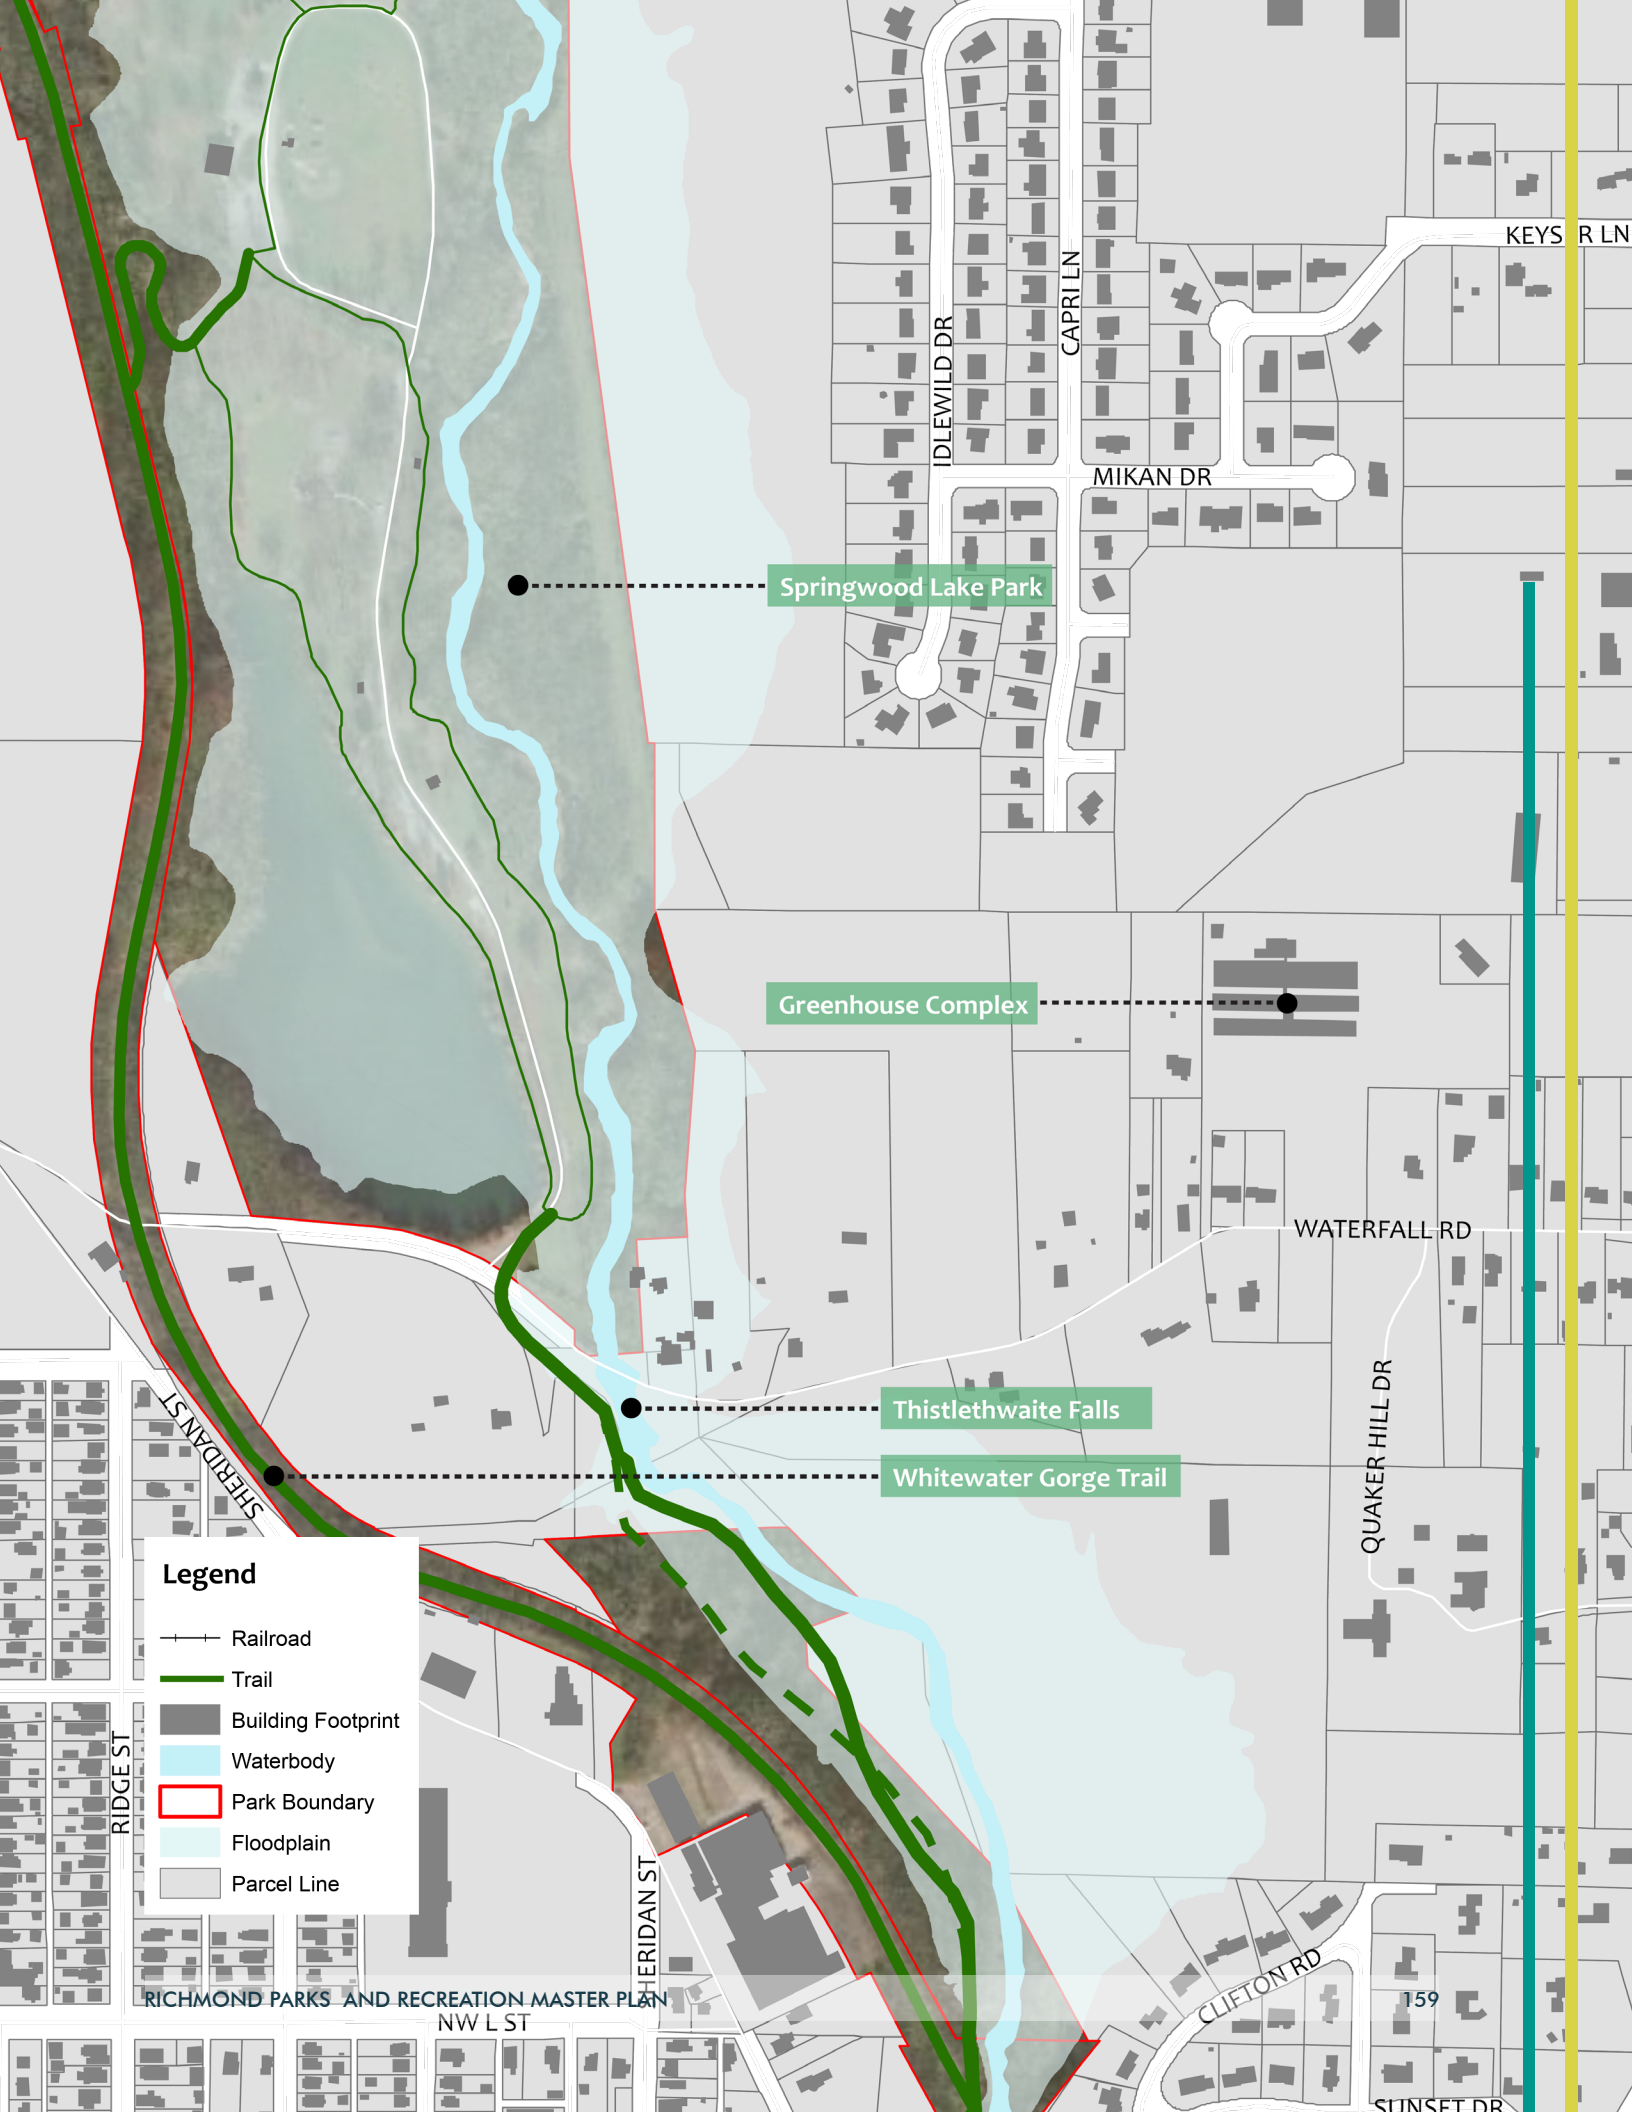 KEYS R LN
IDLEWILD DR
CAPRI LN
MIKAN DR
Springwood Lake Park
Greenhouse Complex
WATERFALL RD
QUAKER HILL DR
Thistlethwaite Falls
Whitewater Gorge Trail
SHERIDAN ST
Legend
Railroad
Trail
Building Footprint
Waterbody
Park Boundary
Floodplain
Parcel Line
RIDGE ST
SHERIDAN ST
CLIFTON RD
RICHMOND PARKS AND RECREATION MASTER PLAN
159
NW L ST
SUNSET DR